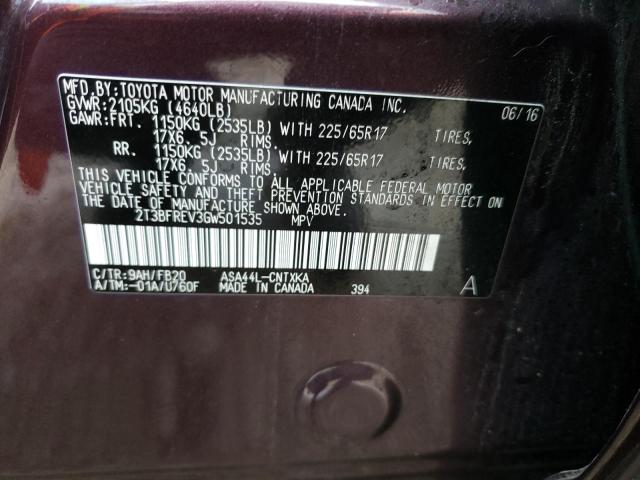 MFD.BY:TOYOTA MOTOR MANUFACTURING CANADA INC.
GVWR:2105KG (4640LB) 06/16
GAWR:FRT. 1150KG (2535LB) WITH 225/65R17 TIRES,
17X6.5J RIMS.
RR. 1150KG (2535LB) WITH 225/65R17 TIRES,
17X6.5J RIMS.
THIS VEHICLE CONFORMS TO ALL APPLICABLE FEDERAL MOTOR
VEHICLE SAFETY AND THEFT PREVENTION STANDARDS IN EFFECT ON
THE DATE OF MANUFACTURE SHOWN ABOVE.
2T3BFREV3GW501535 MPV
C/TR:9AH/FB20 ASA44L-CNTXKA
A/TM:-01A/U760F MADE IN CANADA 394 A